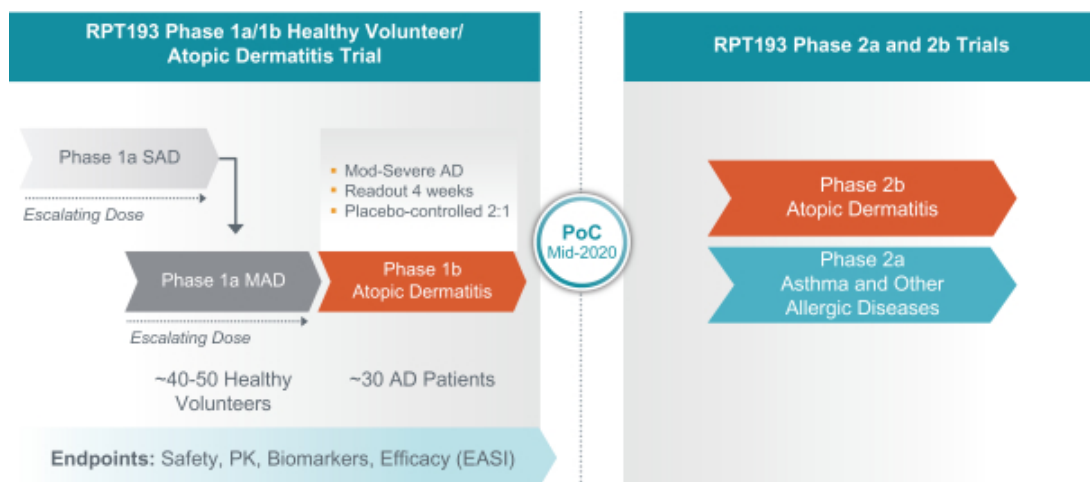 RPT193 Phase 1a/1b Healthy Volunteer/
Atopic Dermatitis Trial
Phase 1a SAD
Escalating Dose
▪ Mod-Severe AD
▪ Readout 4 weeks
▪ Placebo-controlled 2:1
Phase 1a MAD
Phase 1b
Atopic Dermatitis
Escalating Dose
~40-50 Healthy
Volunteers
~30 AD Patients
Endpoints: Safety, PK, Biomarkers, Efficacy (EASI)
PoC
Mid-2020
RPT193 Phase 2a and 2b Trials
Phase 2b
Atopic Dermatitis
Phase 2a
Asthma and Other
Allergic Diseases